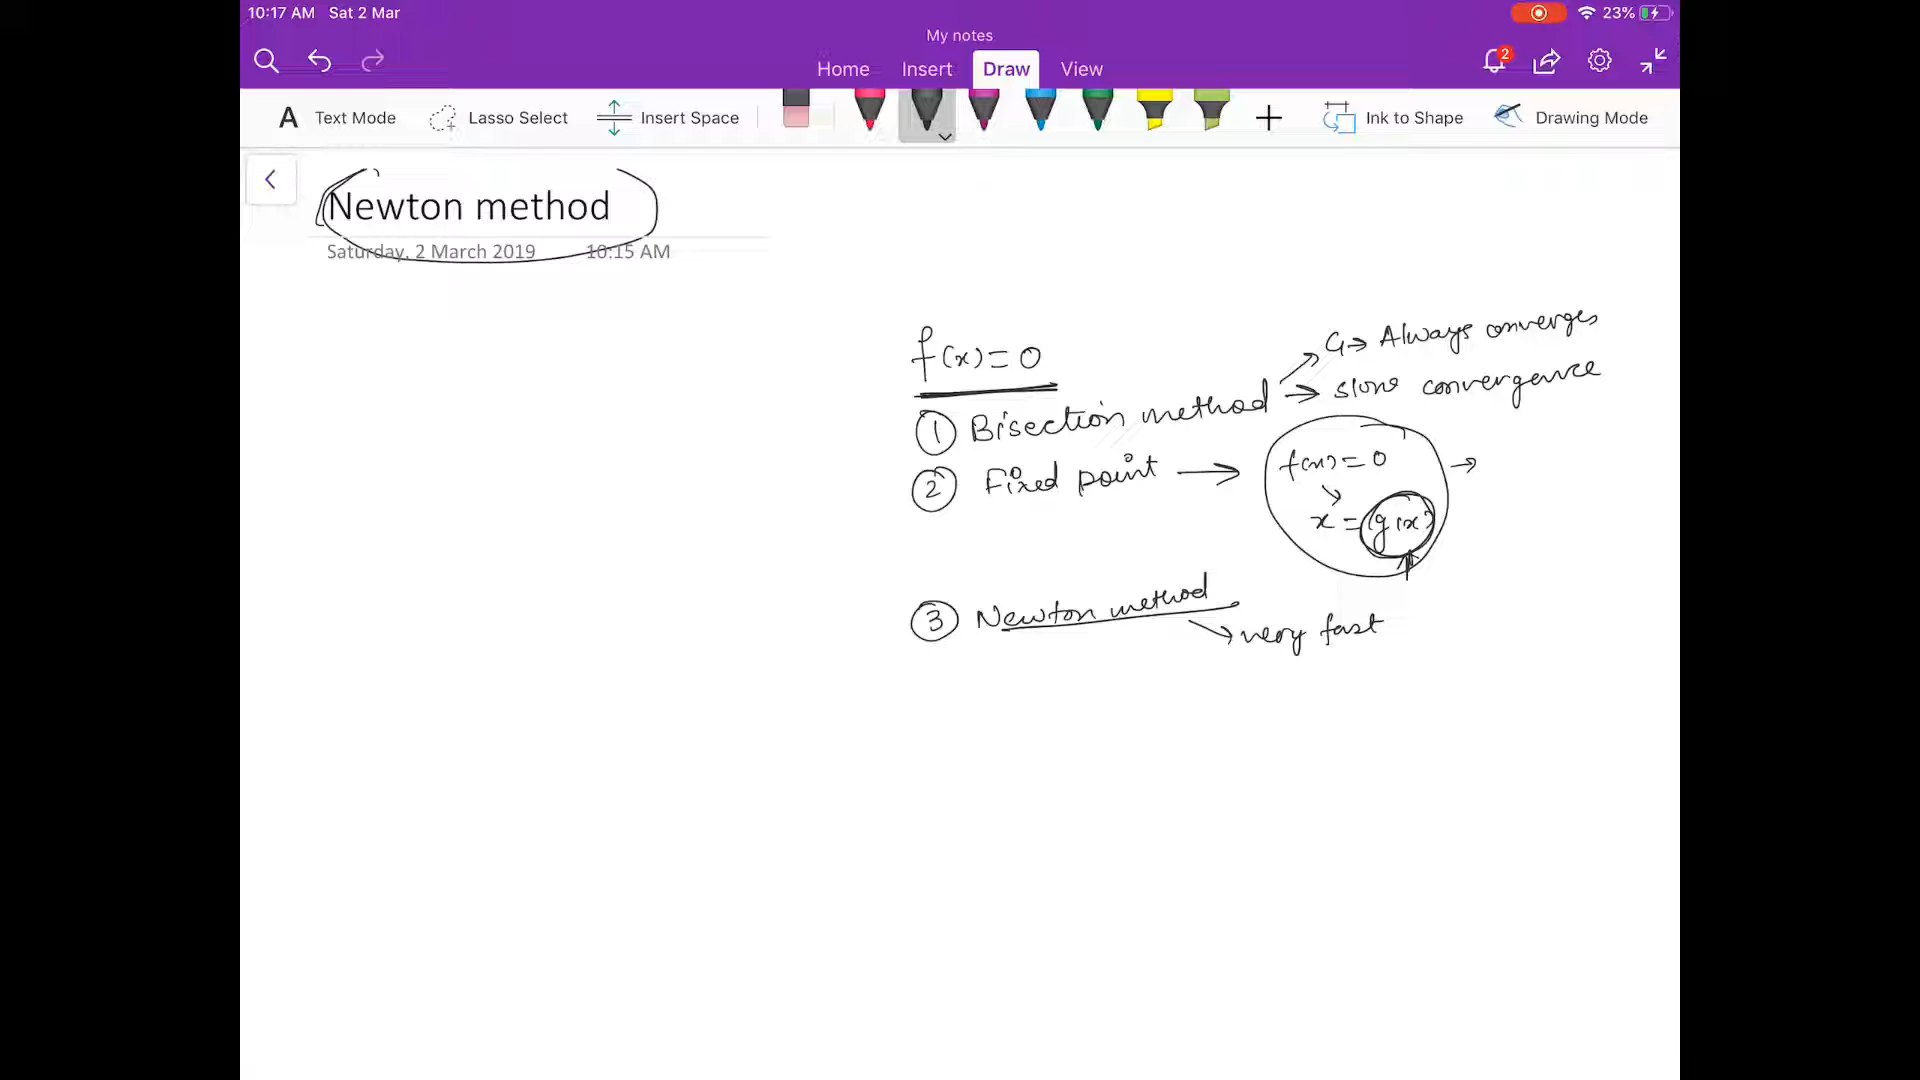 10:17 AM Sat 2 Mar
23%
My notes
2
Home Insert Draw View
A Text Mode Lasso Select Insert Space Ink to Shape Drawing Mode
Newton method
Saturday, 2 March 2019 10:15 AM
f(x)=0
G→ Always converges
① Bisection method → slow convergence
② Fixed point → f(x)=0 →
x = g(x)
③ Newton method
→ very fast